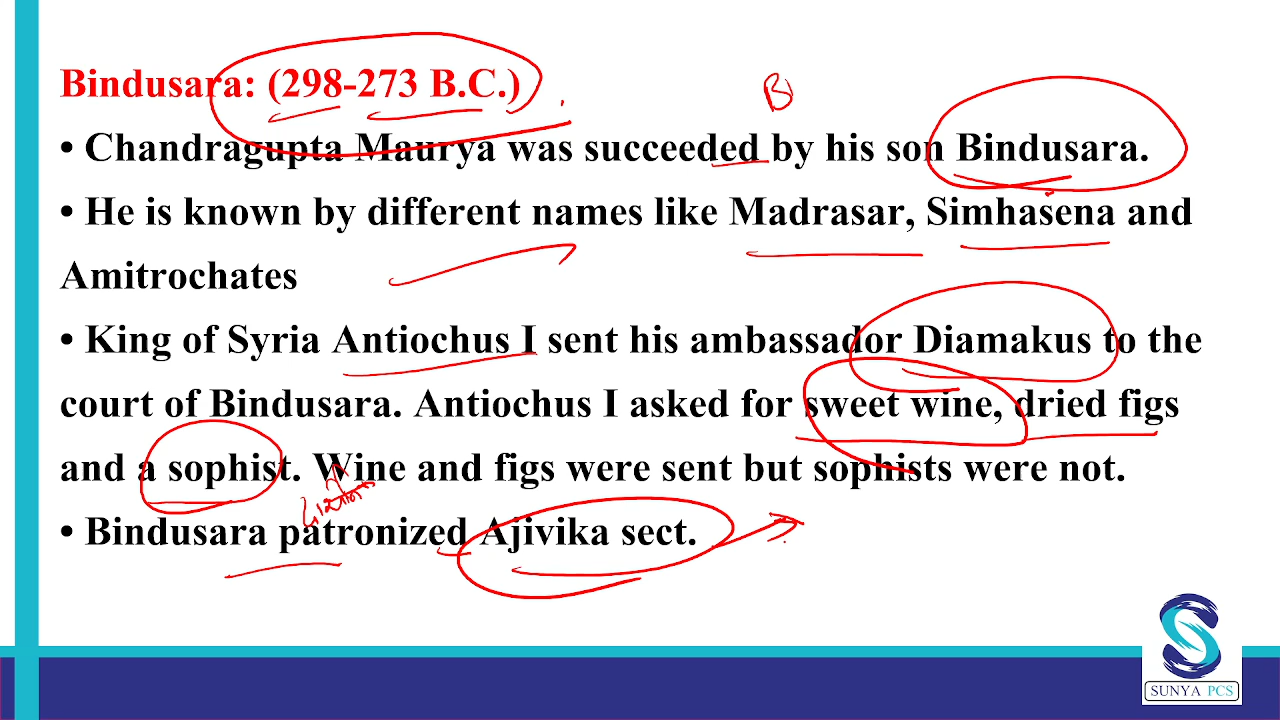 Bindusara: (298-273 B.C.)
B
• Chandragupta Maurya was succeeded by his son Bindusara.
• He is known by different names like Madrasar, Simhasena and
Amitrochates
• King of Syria Antiochus I sent his ambassador Diamakus to the
court of Bindusara. Antiochus I asked for sweet wine, dried figs
and a sophist. Wine and figs were sent but sophists were not.
• Bindusara patronized Ajivika sect.
SUNYA PCS